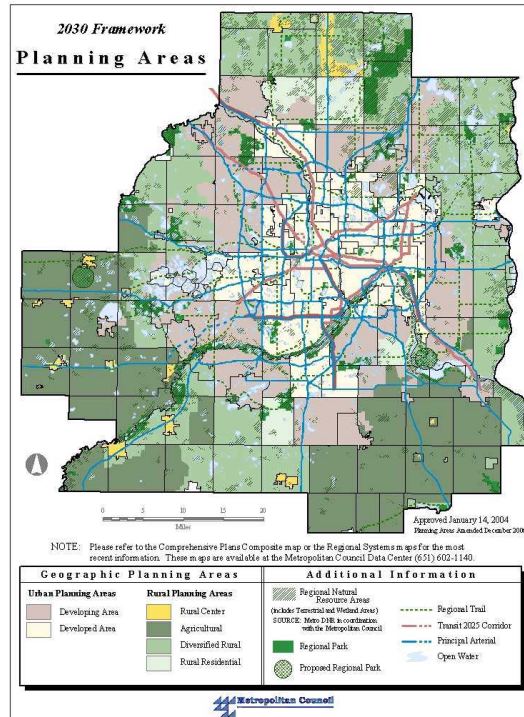 2030 Framework
Planning Areas
0 5 10 20
Miles
Approved January 14, 2004
Planning Areas Amended December 2006
NOTE: Please refer to the Comprehensive Plans Composite map or the Regional Systems maps for the most
recent information. These maps are available at the Metropolitan Council Data Center (651) 602-1140.
Geographic Planning Areas
Urban Planning Areas
Developing Area
Developed Area
Rural Planning Areas
Rural Center
Agricultural
Diversified Rural
Rural Residential
Additional Information
Regional Natural
Resource Areas
(includes Terrestrial and Wetland Areas)
SOURCE: Metro DNR in coordination
with the Metropolitan Council
Regional Park
Proposed Regional Park
Regional Trail
Transit 2025 Corridor
Principal Arterial
Open Water
Metropolitan Council